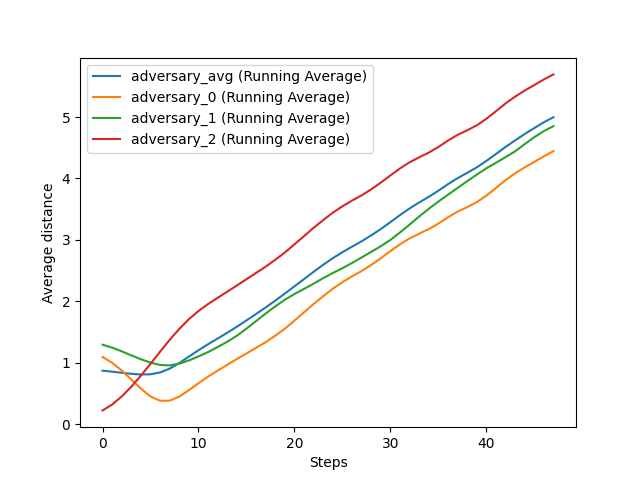 adversary_avg (Running Average)
adversary_0 (Running Average)
adversary_1 (Running Average)
adversary_2 (Running Average)
5
4
3
2
1
0
Average distance
0 10 20 30 40
Steps